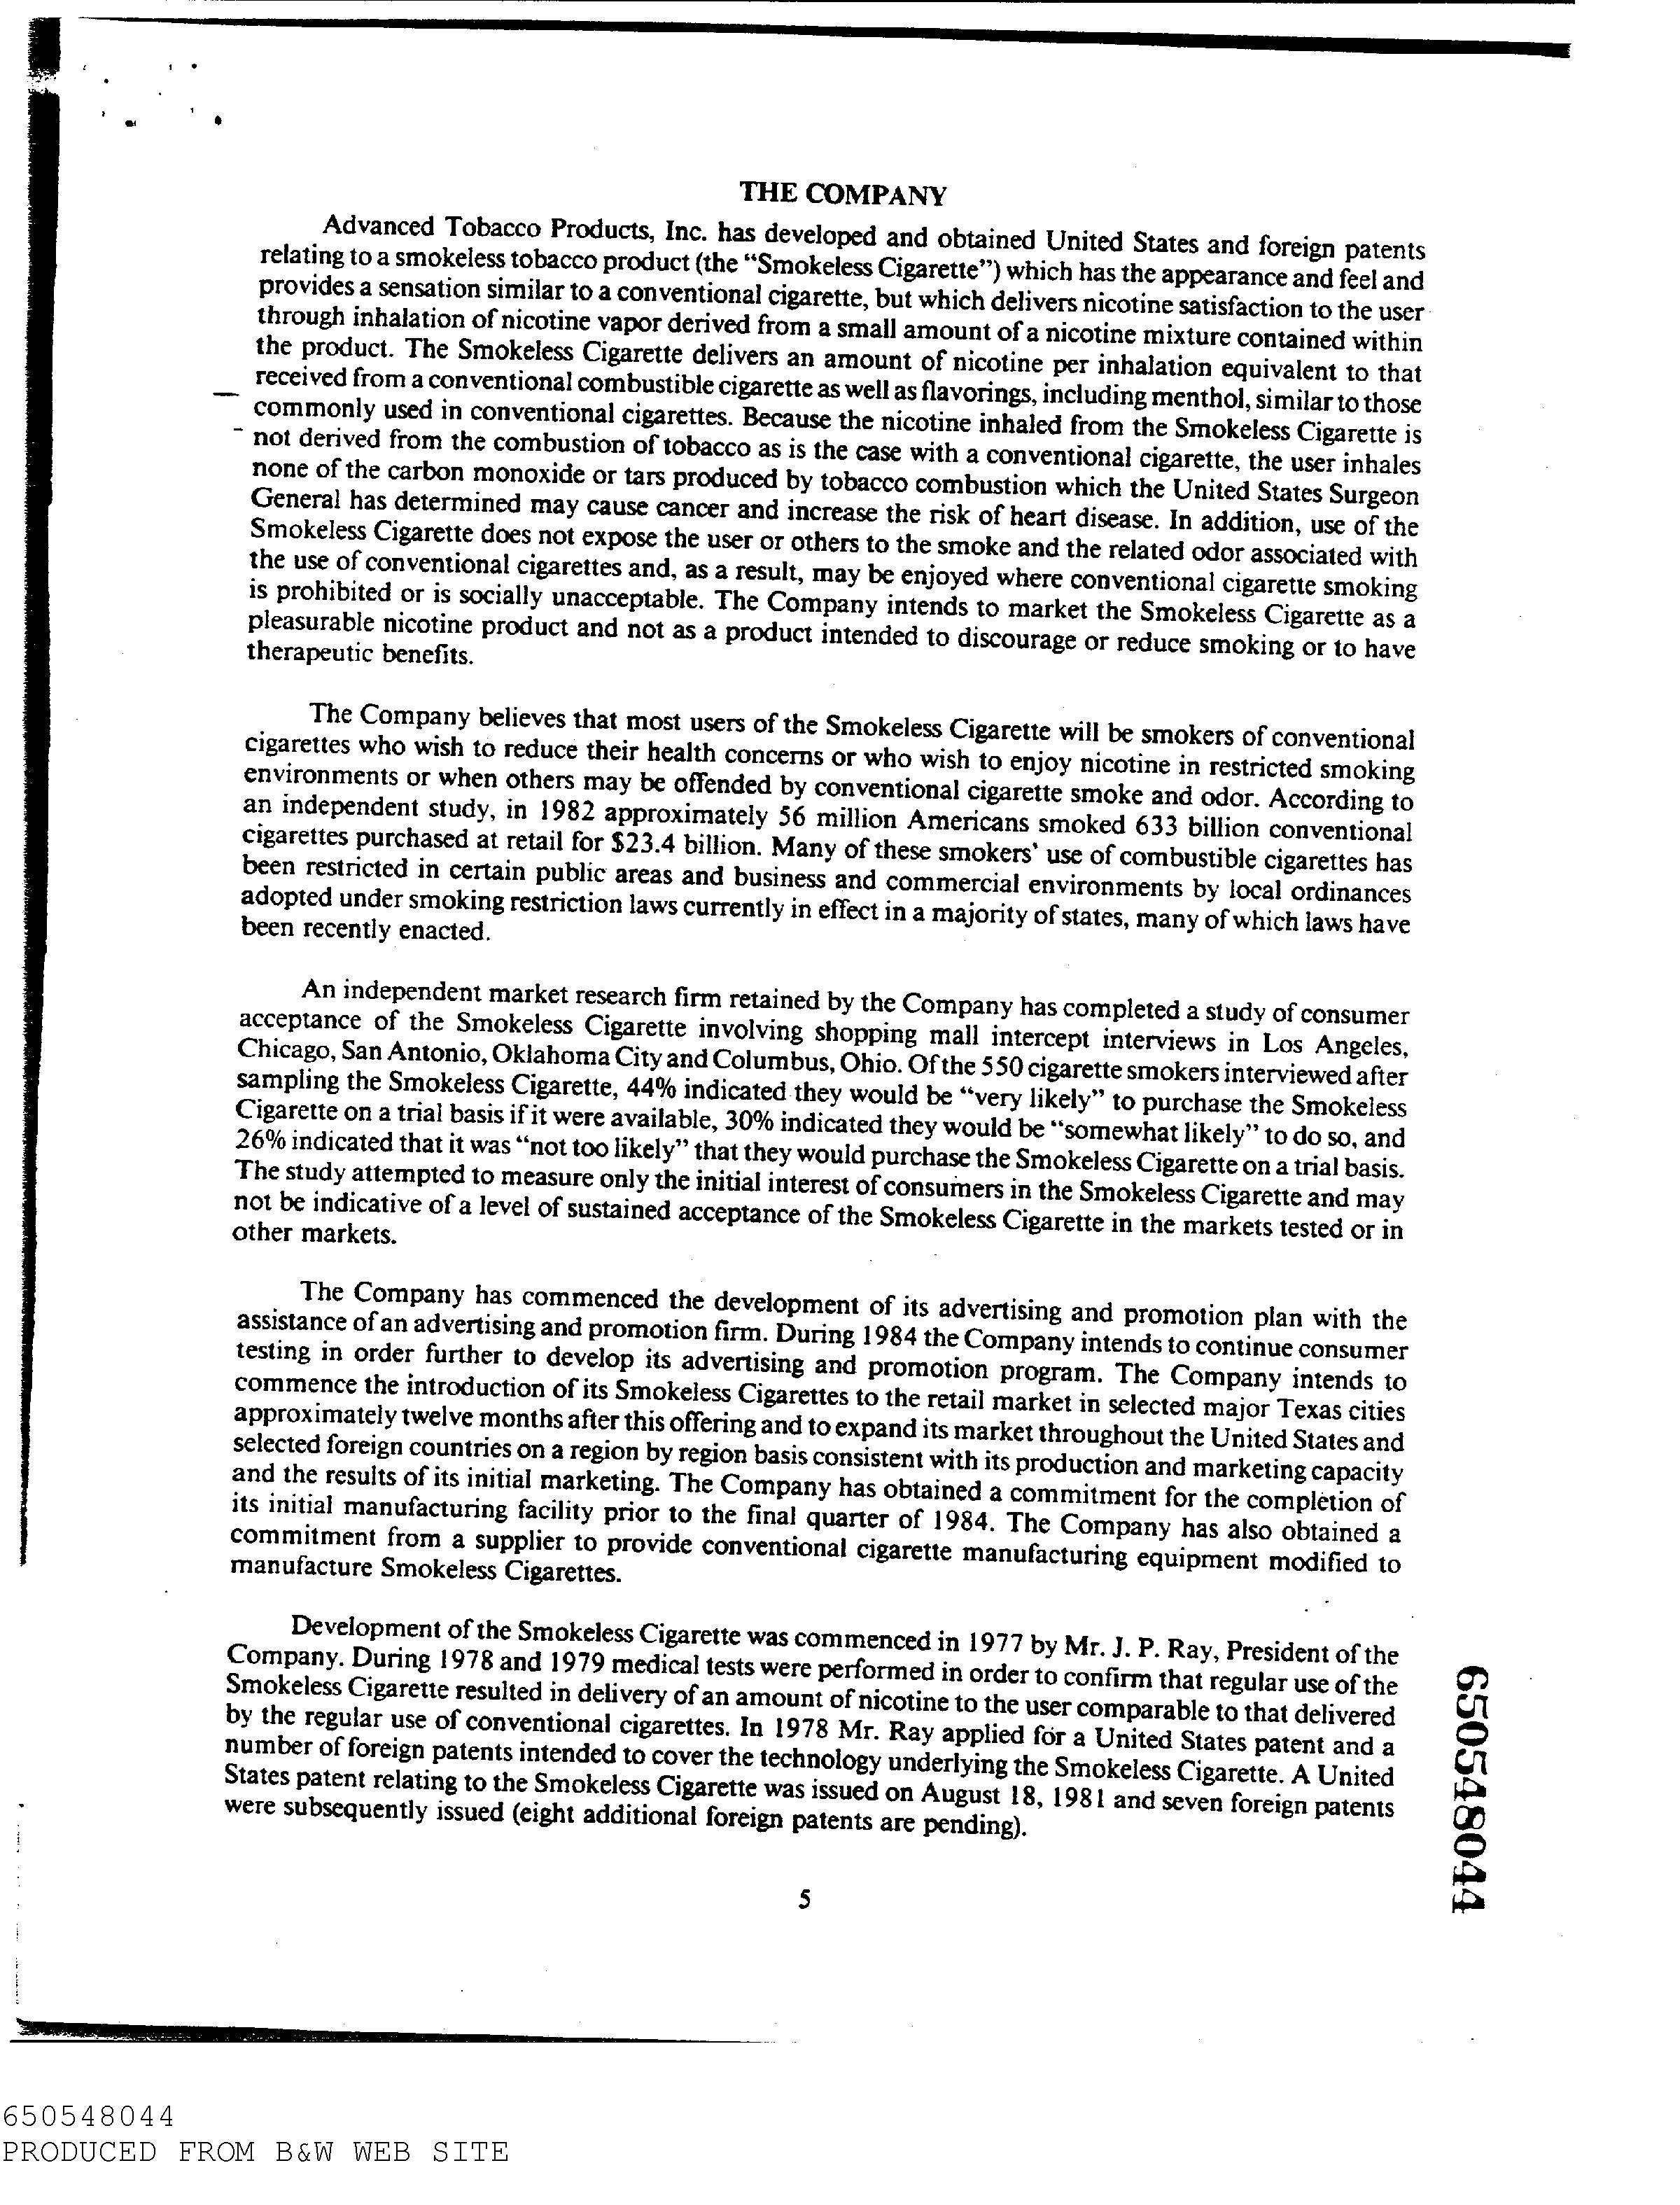 THE COMPANY
Advanced Tobacco Products, Inc. has developed and obtained United States and foreign patents
relating to a smokeless tobacco product (the “Smokeless Cigarette”) which has the appearance and feel and
provides a sensation similar to a conventional cigarette, but which delivers nicotine satisfaction to the user
through inhalation of nicotine vapor derived from a small amount of a nicotine mixture contained within
the product. The Smokeless Cigarette delivers an amount of nicotine per inhalation equivalent to that
received from a conventional combustible cigarette as well as flavorings, including menthol, similar to those
commonly used in conventional cigarettes. Because the nicotine inhaled from the Smokeless Cigarette is
not derived from the combustion of tobacco as is the case with a conventional cigarette, the user inhales
none of the carbon monoxide or tars produced by tobacco combustion which the United States Surgeon
General has determined may cause cancer and increase the risk of heart disease. In addition, use of the
Smokeless Cigarette does not expose the user or others to the smoke and the related odor associated with
the use of conventional cigarettes and, as a result, may be enjoyed where conventional cigarette smoking
is prohibited or is socially unacceptable. The Company intends to market the Smokeless Cigarette as a
pleasurable nicotine product and not as a product intended to discourage or reduce smoking or to have
therapeutic benefits.
The Company believes that most users of the Smokeless Cigarette will be smokers of conventional
cigarettes who wish to reduce their health concerns or who wish to enjoy nicotine in restricted smoking
environments or when others may be offended by conventional cigarette smoke and odor. According to
an independent study, in 1982 approximately 56 million Americans smoked 633 billion conventional
cigarettes purchased at retail for $23.4 billion. Many of these smokers' use of combustible cigarettes has
been restricted in certain public areas and business and commercial environments by local ordinances
adopted under smoking restriction laws currently in effect in a majority of states, many of which laws have
been recently enacted.
An independent market research firm retained by the Company has completed a study of consumer
acceptance of the Smokeless Cigarette involving shopping mall intercept interviews in Los Angeles,
Chicago, San Antonio, Oklahoma City and Columbus, Ohio. Of the 550 cigarette smokers interviewed after
sampling the Smokeless Cigarette, 44% indicated they would be “very likely” to purchase the Smokeless
Cigarette on a trial basis if it were available, 30% indicated they would be “somewhat likely” to do so, and
26% indicated that it was “not too likely” that they would purchase the Smokeless Cigarette on a trial basis.
The study attempted to measure only the initial interest of consumers in the Smokeless Cigarette and may
not be indicative of a level of sustained acceptance of the Smokeless Cigarette in the markets tested or in
other markets.
The Company has commenced the development of its advertising and promotion plan with the
assistance of an advertising and promotion firm. During 1984 the Company intends to continue consumer
testing in order further to develop its advertising and promotion program. The Company intends to
commence the introduction of its Smokeless Cigarettes to the retail market in selected major Texas cities
approximately twelve months after this offering and to expand its market throughout the United States and
selected foreign countries on a region by region basis consistent with its production and marketing capacity
and the results of its initial marketing. The Company has obtained a commitment for the completion of
its initial manufacturing facility prior to the final quarter of 1984. The Company has also obtained a
commitment from a supplier to provide conventional cigarette manufacturing equipment modified to
manufacture Smokeless Cigarettes.
Development of the Smokeless Cigarette was commenced in 1977 by Mr. J. P. Ray, President of the
Company. During 1978 and 1979 medical tests were performed in order to confirm that regular use of the
Smokeless Cigarette resulted in delivery of an amount of nicotine to the user comparable to that delivered
by the regular use of conventional cigarettes. In 1978 Mr. Ray applied for a United States patent and a
number of foreign patents intended to cover the technology underlying the Smokeless Cigarette. A United
States patent relating to the Smokeless Cigarette was issued on August 18, 1981 and seven foreign patents
were subsequently issued (eight additional foreign patents are pending).
650548044
5
650548044
PRODUCED FROM B&W WEB SITE